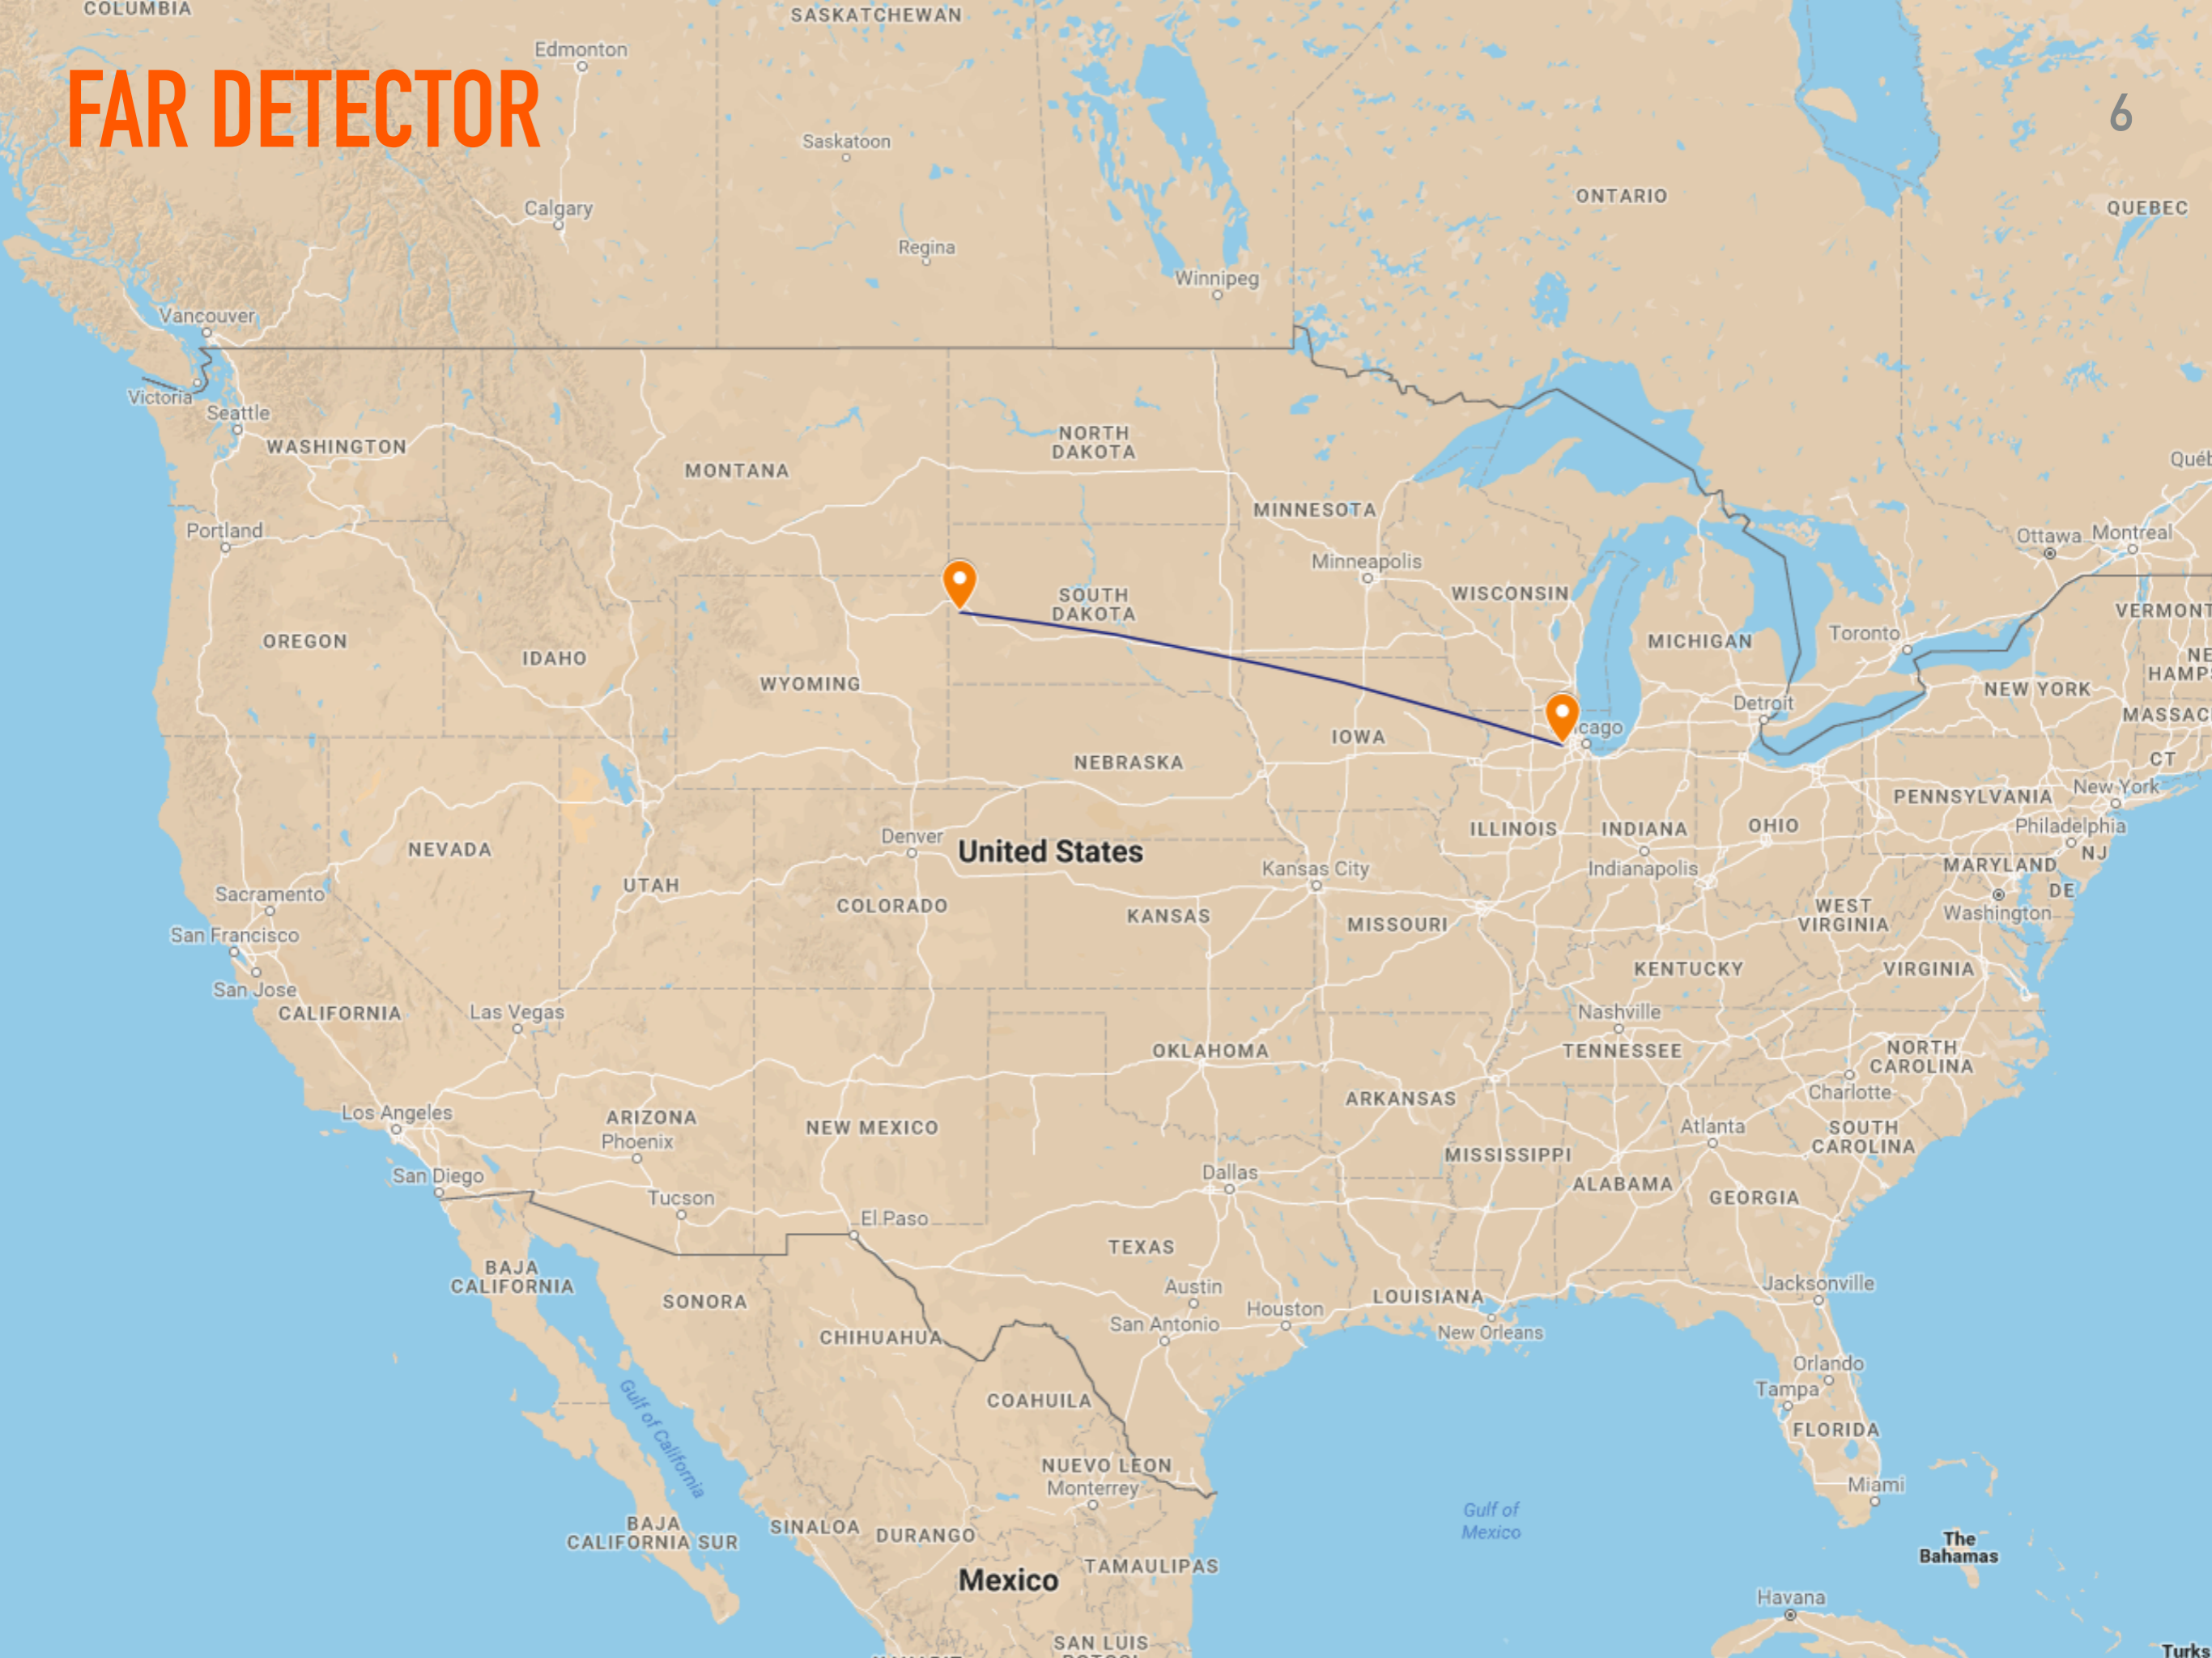 COLUMBIA
SASKATCHEWAN
Edmonton
FAR DETECTOR
6
Saskatoon
ONTARIO
QUEBEC
Calgary
Regina
Winnipeg
Vancouver
Victoria
Seattle
WASHINGTON
NORTH
DAKOTA
MONTANA
Québ
MINNESOTA
Portland
Ottawa
Montreal
Minneapolis
WISCONSIN
SOUTH
DAKOTA
VERMONT
OREGON
IDAHO
MICHIGAN
Toronto
NE
HAMPS
WYOMING
NEW YORK
Detroit
MASSAC
cago
IOWA
NEBRASKA
CT
New York
PENNSYLVANIA
ILLINOIS
INDIANA
OHIO
Philadelphia
Denver
United States
NEVADA
NJ
Kansas City
Indianapolis
MARYLAND
UTAH
DE
Sacramento
COLORADO
KANSAS
MISSOURI
WEST
VIRGINIA
Washington
San Francisco
KENTUCKY
VIRGINIA
San Jose
CALIFORNIA
Las Vegas
Nashville
OKLAHOMA
TENNESSEE
NORTH
CAROLINA
Charlotte
ARKANSAS
Los Angeles
ARIZONA
Phoenix
NEW MEXICO
Atlanta
SOUTH
CAROLINA
MISSISSIPPI
San Diego
Dallas
ALABAMA
Tucson
GEORGIA
El Paso
TEXAS
BAJA
CALIFORNIA
Austin
Jacksonville
SONORA
Houston
LOUISIANA
San Antonio
CHIHUAHUA
New Orleans
Orlando
Tampa
COAHUILA
Gulf of California
FLORIDA
NUEVO LEON
Monterrey
Miami
Gulf of
Mexico
BAJA
CALIFORNIA SUR
SINALOA
DURANGO
The
Bahamas
TAMAULIPAS
Mexico
Havana
SAN LUIS
Turks